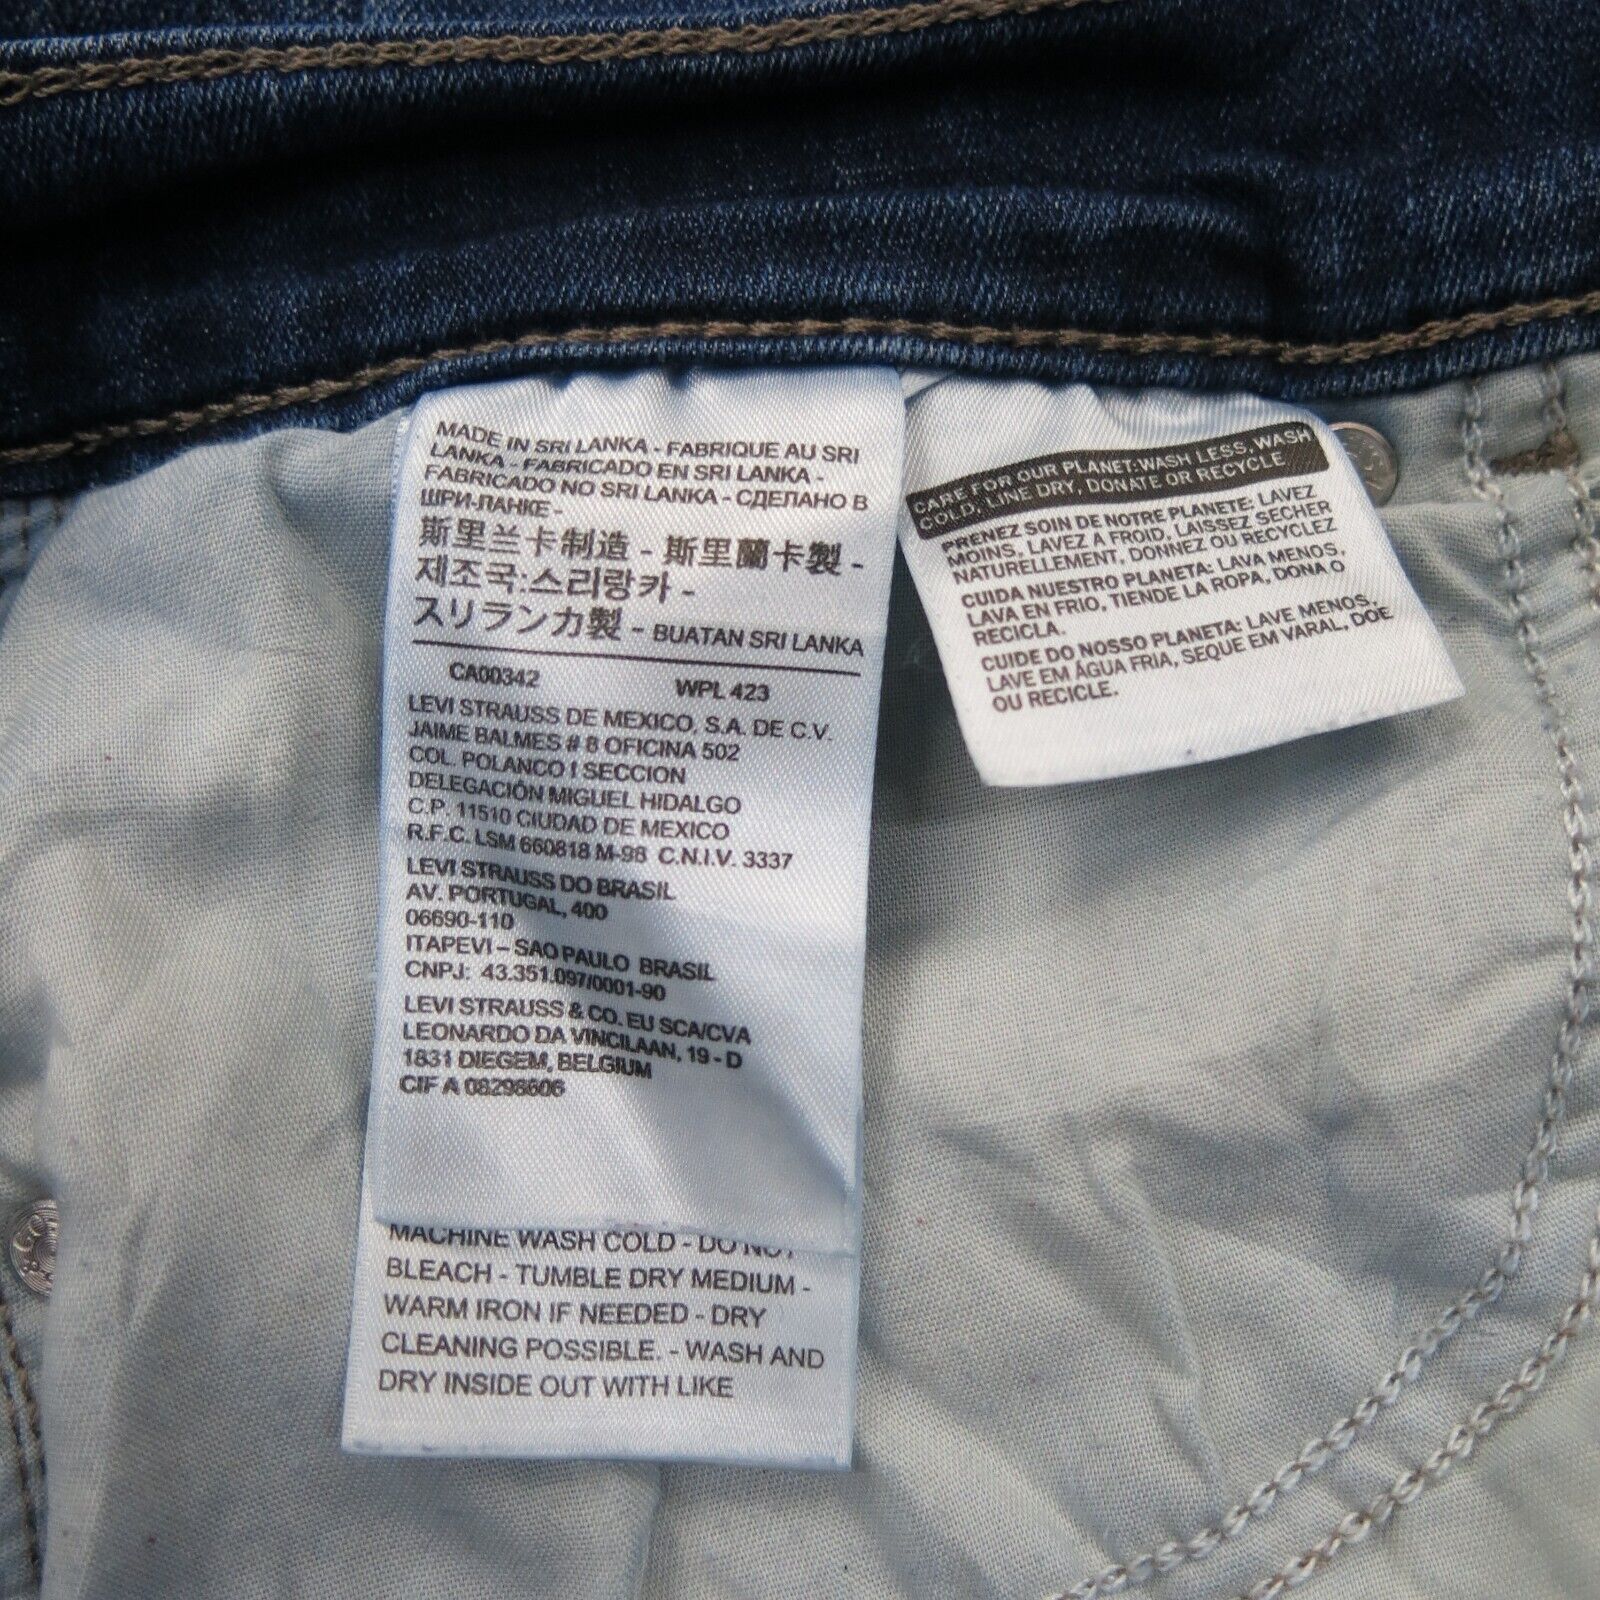 MADE IN SRI LANKA - FABRIQUE AU SRI
LANKA - FABRICADO EN SRI LANKA -
FABRICADO NO SRI LANKA - СДЕЛАНО В
ШРИ-ЛАНКЕ -
斯里兰卡制造 - 斯里蘭卡製 -
제조국:스리랑카 -
スリランカ製 - BUATAN SRI LANKA
CA00342 WPL 423
LEVI STRAUSS DE MEXICO, S.A. DE C.V.
JAIME BALMES # 8 OFICINA 502
COL. POLANCO I SECCION
DELEGACIÓN MIGUEL HIDALGO
C.P. 11510 CIUDAD DE MEXICO
R.F.C. LSM 660818 M-98 C.N.I.V. 3337
LEVI STRAUSS DO BRASIL
AV. PORTUGAL, 400
06690-110
ITAPEVI – SAO PAULO BRASIL
CNPJ: 43.351.097/0001-90
LEVI STRAUSS & CO. EU SCA/CVA
LEONARDO DA VINCILAAN, 19 - D
1831 DIEGEM, BELGIUM
CIF A 08298606
MACHINE WASH COLD - DO NOT
BLEACH - TUMBLE DRY MEDIUM -
WARM IRON IF NEEDED - DRY
CLEANING POSSIBLE. - WASH AND
DRY INSIDE OUT WITH LIKE
CARE FOR OUR PLANET: WASH LESS, WASH
COLD, LINE DRY, DONATE OR RECYCLE
PRENEZ SOIN DE NOTRE PLANETE: LAVEZ
MOINS, LAVEZ A FROID, LAISSEZ SECHER
NATURELLEMENT, DONNEZ OU RECYCLEZ
CUIDA NUESTRO PLANETA: LAVA MENOS,
LAVA EN FRIO, TIENDE LA ROPA, DONA O
RECICLA.
CUIDE DO NOSSO PLANETA: LAVE MENOS,
LAVE EM ÁGUA FRIA, SEQUE EM VARAL, DOE
OU RECICLE.